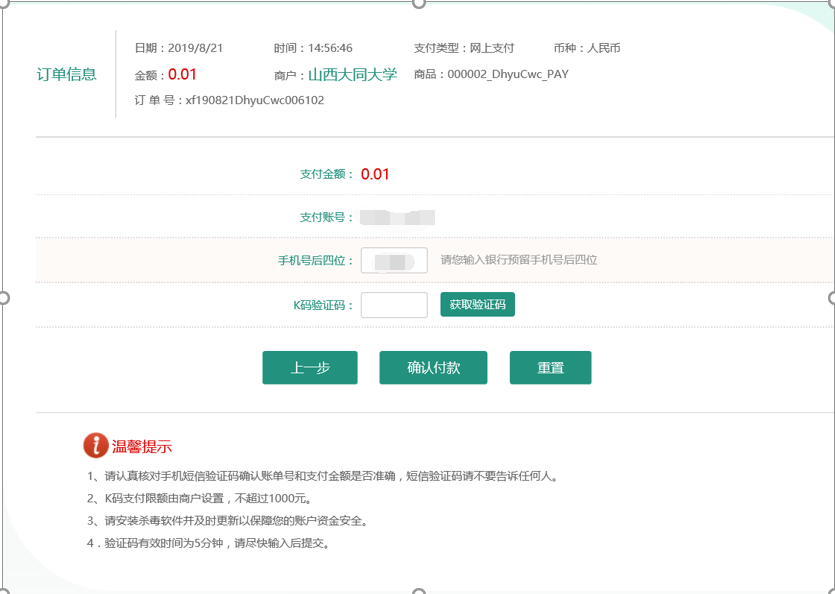 日期：2019/8/21 时间：14:56:46 支付类型：网上支付 币种：人民币
订单信息 金额：0.01 商户：山西大同大学 商品：000002_DhyuCwc_PAY
订 单 号：xf190821DhyuCwc006102
支付金额：0.01
支付账号：
手机号后四位： 请您输入银行预留手机号后四位
K码验证码： 获取验证码
上一步 确认付款 重置
温馨提示
1、请认真核对手机短信验证码确认账单号和支付金额是否准确，短信验证码请不要告诉任何人。
2、K码支付限额由商户设置，不超过1000元。
3、请安装杀毒软件并及时更新以保障您的账户资金安全。
4．验证码有效时间为5分钟，请尽快输入后提交。